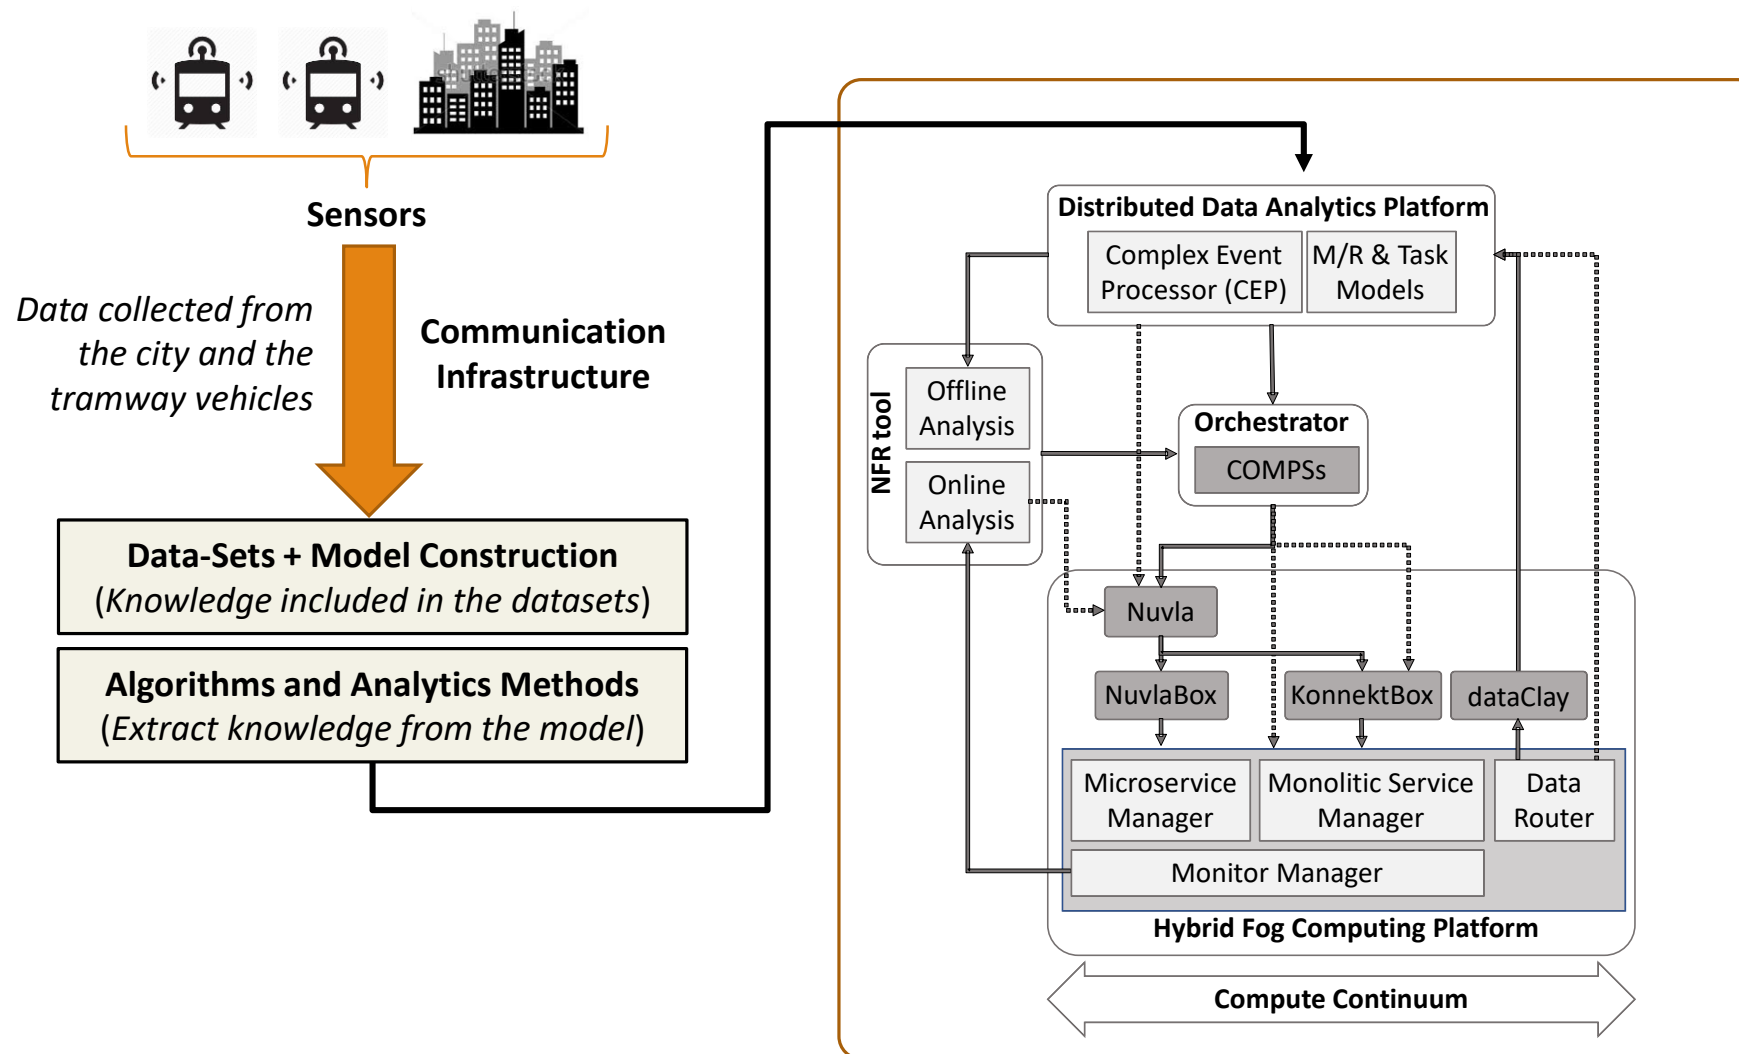 Sensors
Data collected from
the city and the
tramway vehicles
Communication
Infrastructure
Data-Sets + Model Construction
(Knowledge included in the datasets)
Algorithms and Analytics Methods
(Extract knowledge from the model)
Distributed Data Analytics Platform
Complex Event
Processor (CEP)
M/R & Task
Models
NFR tool
Offline
Analysis
Online
Analysis
Orchestrator
COMPSs
Nuvla
NuvlaBox
KonnektBox
dataClay
Microservice
Manager
Monolitic Service
Manager
Data
Router
Monitor Manager
Hybrid Fog Computing Platform
Compute Continuum